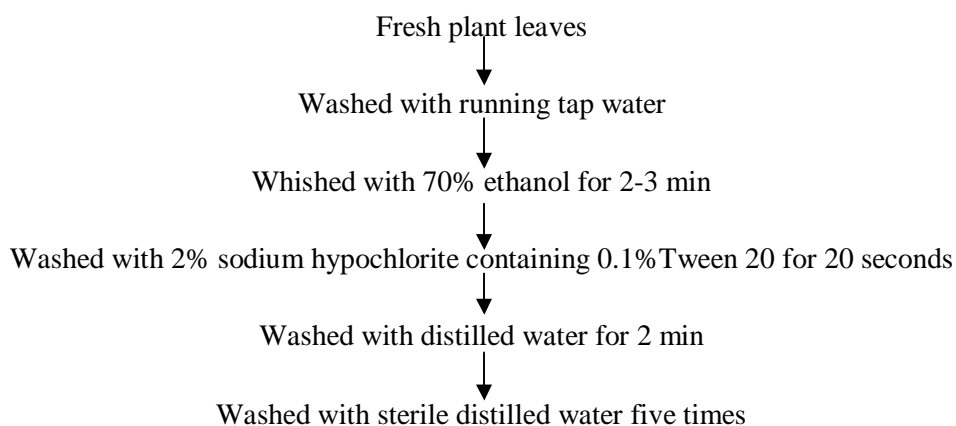 Fresh plant leaves
Washed with running tap water
Whished with 70% ethanol for 2-3 min
Washed with 2% sodium hypochlorite containing 0.1%Tween 20 for 20 seconds
Washed with distilled water for 2 min
Washed with sterile distilled water five times